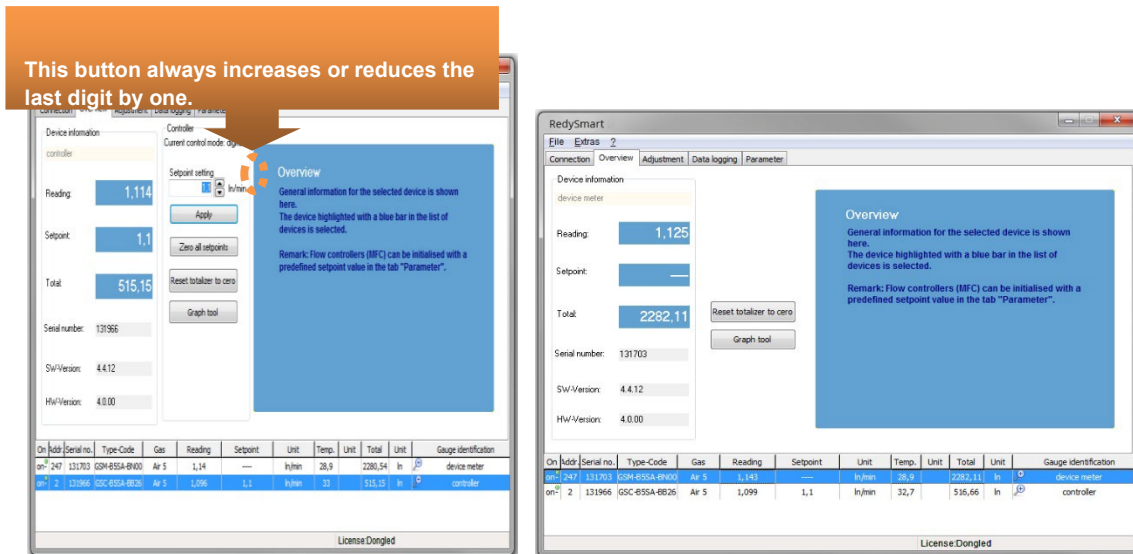 This button always increases or reduces the
last digit by one.
Connection Overview Adjustment Data logging Parameter
Device information
controller
Reading: 1,114
Setpoint: 1,1
Total: 515,15
Serial number: 131966
SW-Version: 4.4.12
HW-Version: 4.0.00
Controller
Current control mode:
Setpoint setting
1,1 ln/min
Apply
Zero all setpoints
Reset totalizer to cero
Graph tool
Overview
General information for the selected device is shown
here.
The device highlighted with a blue bar in the list of
devices is selected.
Remark: Flow controllers (MFC) can be initialised with a
predefined setpoint value in the tab "Parameter".
On Addr. Serial no. Type-Code Gas Reading Setpoint Unit Temp. Unit Total Unit Gauge identification
on- 247 131703 GSM-B5SA-BN00 Air 5 1,14 ---- ln/min 28,9 2280,54 ln device meter
on- 2 131966 GSC-B5SA-BB26 Air 5 1,096 1,1 ln/min 33 515,15 ln controller
License:Dongled
RedySmart
File Extras ?
Connection Overview Adjustment Data logging Parameter
Device information
device meter
Reading: 1,125
Setpoint: ----
Total: 2282,11
Serial number: 131703
SW-Version: 4.4.12
HW-Version: 4.0.00
Reset totalizer to cero
Graph tool
Overview
General information for the selected device is shown
here.
The device highlighted with a blue bar in the list of
devices is selected.
Remark: Flow controllers (MFC) can be initialised with a
predefined setpoint value in the tab "Parameter".
On Addr. Serial no. Type-Code Gas Reading Setpoint Unit Temp. Unit Total Unit Gauge identification
on- 247 131703 GSM-B5SA-BN00 Air 5 1,143 ---- ln/min 28,9 2282,11 ln device meter
on- 2 131966 GSC-B5SA-BB26 Air 5 1,099 1,1 ln/min 32,7 516,66 ln controller
License:Dongled